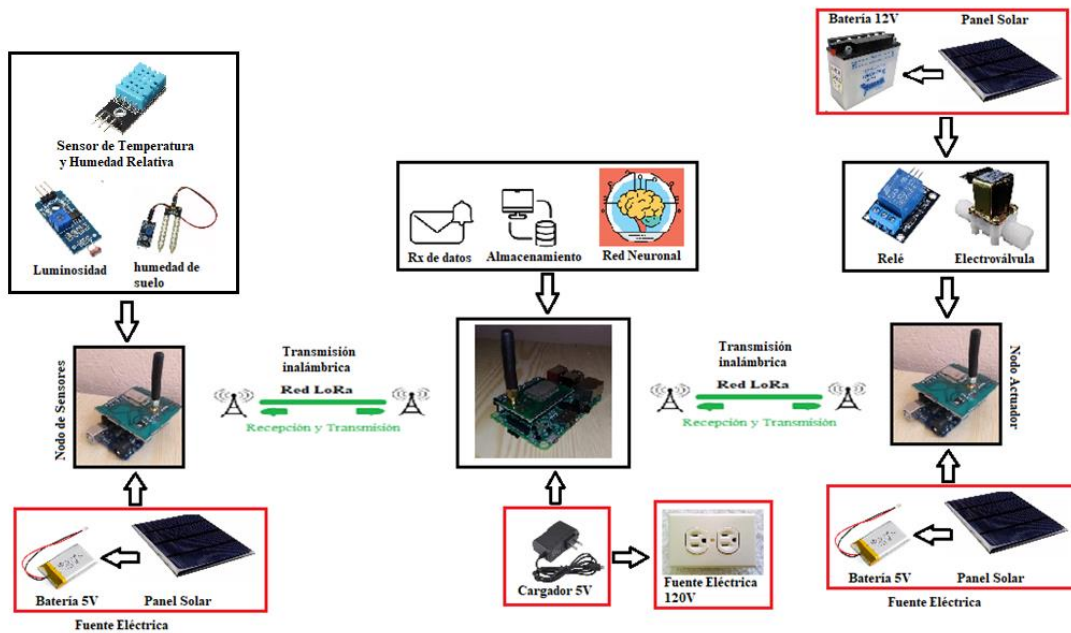 Batería 12V
Panel Solar
Sensor de Temperatura
y Humedad Relativa
Luminosidad
humedad de
suelo
Rx de datos
Almacenamiento
Red Neuronal
Relé
Electroválvula
Nodo de Sensores
Transmisión
inalámbrica
Red LoRa
Recepción y Transmisión
Transmisión
inalámbrica
Red LoRa
Recepción y Transmisión
Nodo Actuador
Batería 5V
Panel Solar
Fuente Eléctrica
Cargador 5V
Fuente Eléctrica
120V
Batería 5V
Panel Solar
Fuente Eléctrica